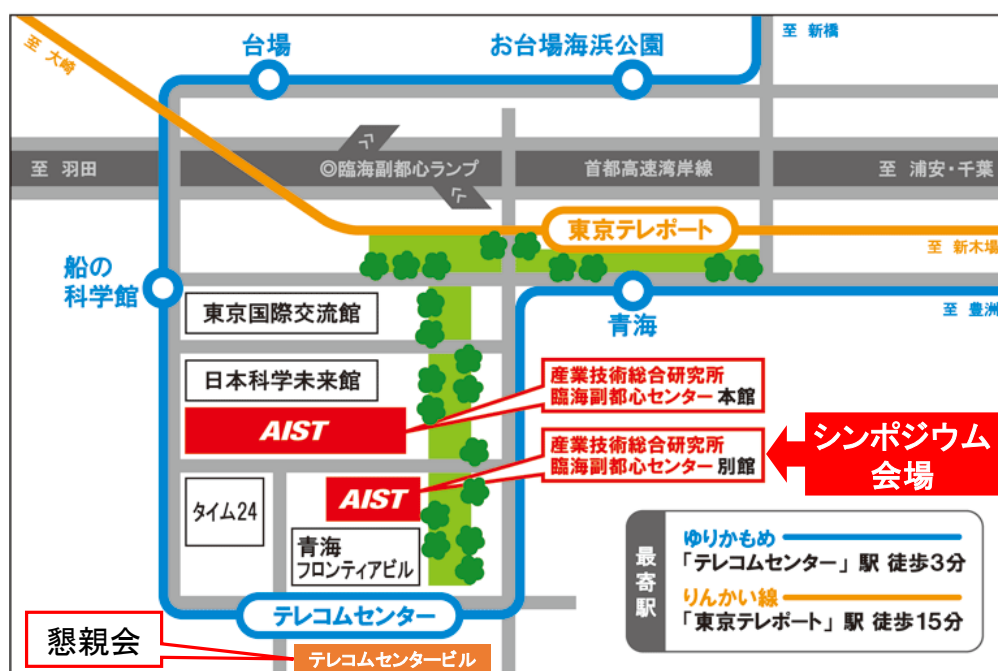 至 大崎
台場
お台場海浜公園
至 新橋
至 羽田
◎臨海副都心ランプ
首都高速湾岸線
至 浦安・千葉
東京テレポート
至 新木場
船の
科学館
青海
至 豊洲
東京国際交流館
日本科学未来館
産業技術総合研究所
臨海副都心センター 本館
AIST
産業技術総合研究所
臨海副都心センター 別館
シンポジウム
会場
AIST
タイム24
青海
フロンティアビル
最寄駅
ゆりかもめ
「テレコムセンター」駅 徒歩3分
りんかい線
「東京テレポート」駅 徒歩15分
テレコムセンター
懇親会
テレコムセンタービル